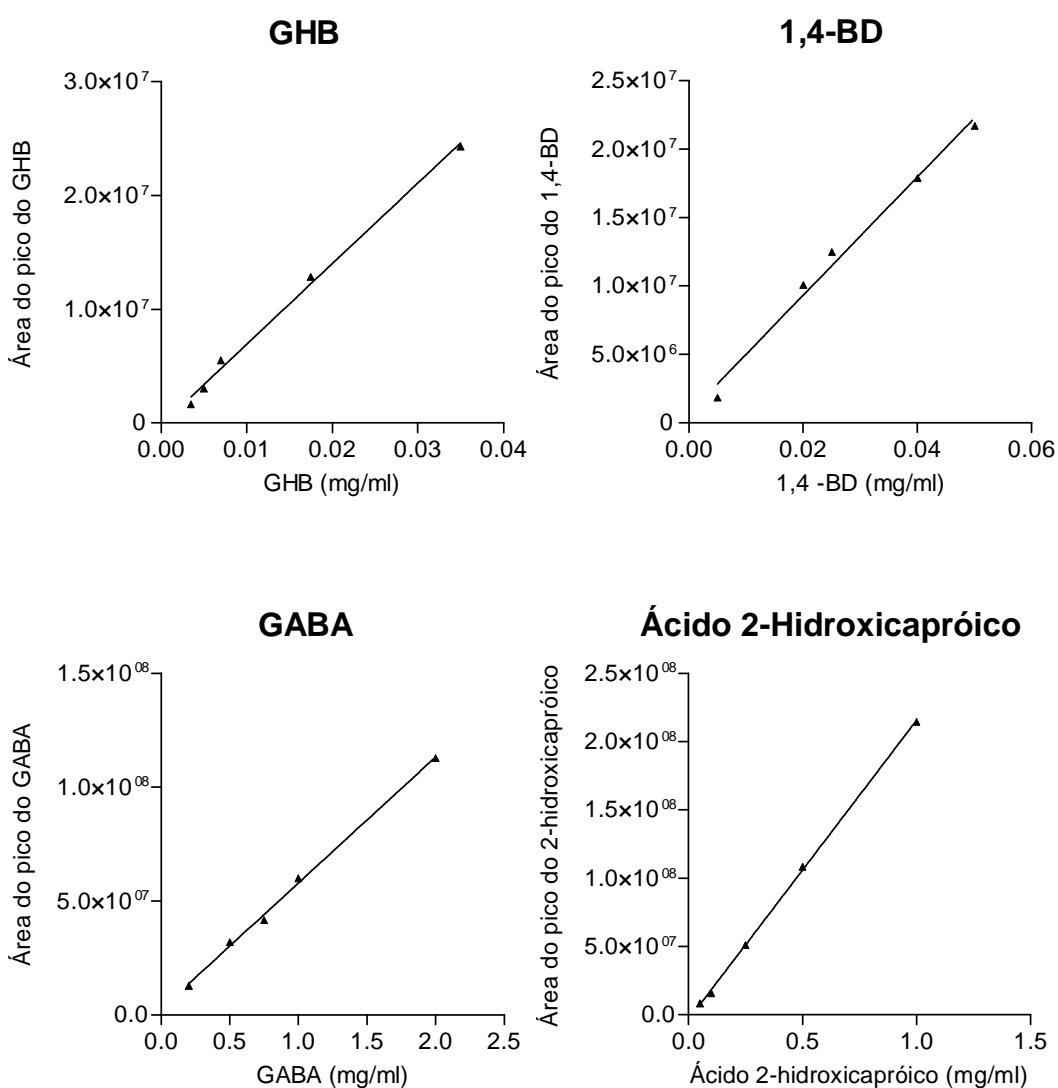 GHB
Área do pico do GHB
3.0×10⁷
2.0×10⁷
1.0×10⁷
0
0.00 0.01 0.02 0.03 0.04
GHB (mg/ml)
1,4-BD
Área do pico do 1,4-BD
2.5×10⁷
2.0×10⁷
1.5×10⁷
1.0×10⁷
5.0×10⁶
0
0.00 0.02 0.04 0.06
1,4 -BD (mg/ml)
GABA
Área do pico do GABA
1.5×10⁰⁸
1.0×10⁰⁸
5.0×10⁰⁷
0.0
0.0 0.5 1.0 1.5 2.0 2.5
GABA (mg/ml)
Ácido 2-Hidroxicapróico
Área do pico do 2-hidroxicapróico
2.5×10⁰⁸
2.0×10⁰⁸
1.5×10⁰⁸
1.0×10⁰⁸
5.0×10⁰⁷
0.0
0.0 0.5 1.0 1.5
Ácido 2-hidroxicapróico (mg/ml)